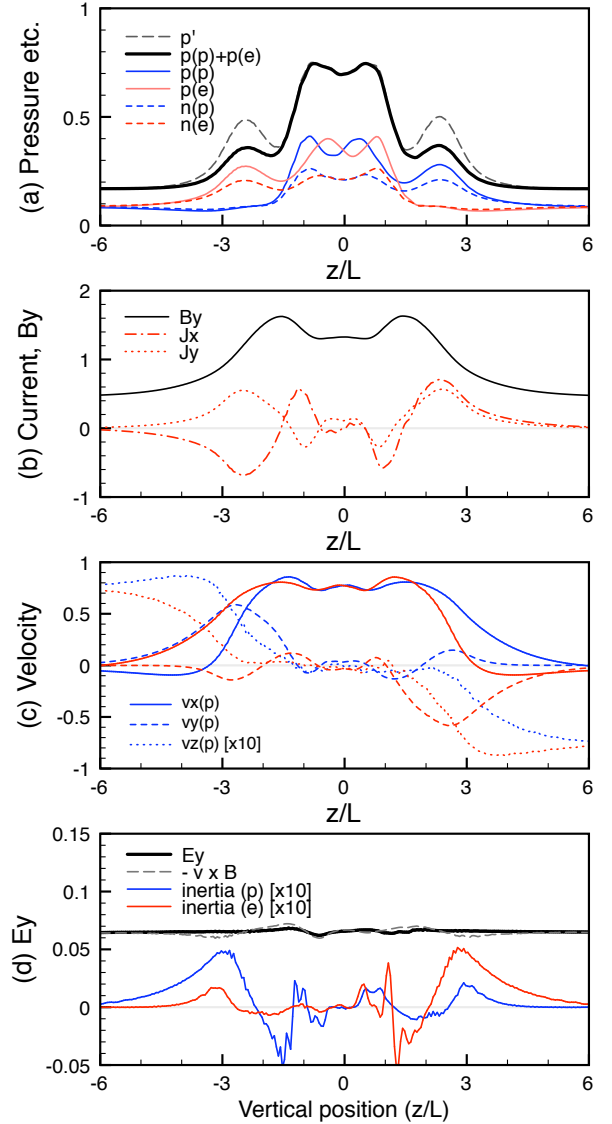 (a) Pressure etc.
1
0.5
0
p'
p(p)+p(e)
p(p)
p(e)
n(p)
n(e)
-6 -3 0 3 6
z/L
(b) Current, By
2
1
0
-1
By
Jx
Jy
-6 -3 0 3 6
z/L
(c) Velocity
1
0.5
0
-0.5
-1
vx(p)
vy(p)
vz(p) [x10]
-6 -3 0 3 6
z/L
(d) Ey
0.15
0.1
0.05
0
-0.05
Ey
- v x B
inertia (p) [x10]
inertia (e) [x10]
-6 -3 0 3 6
Vertical position (z/L)